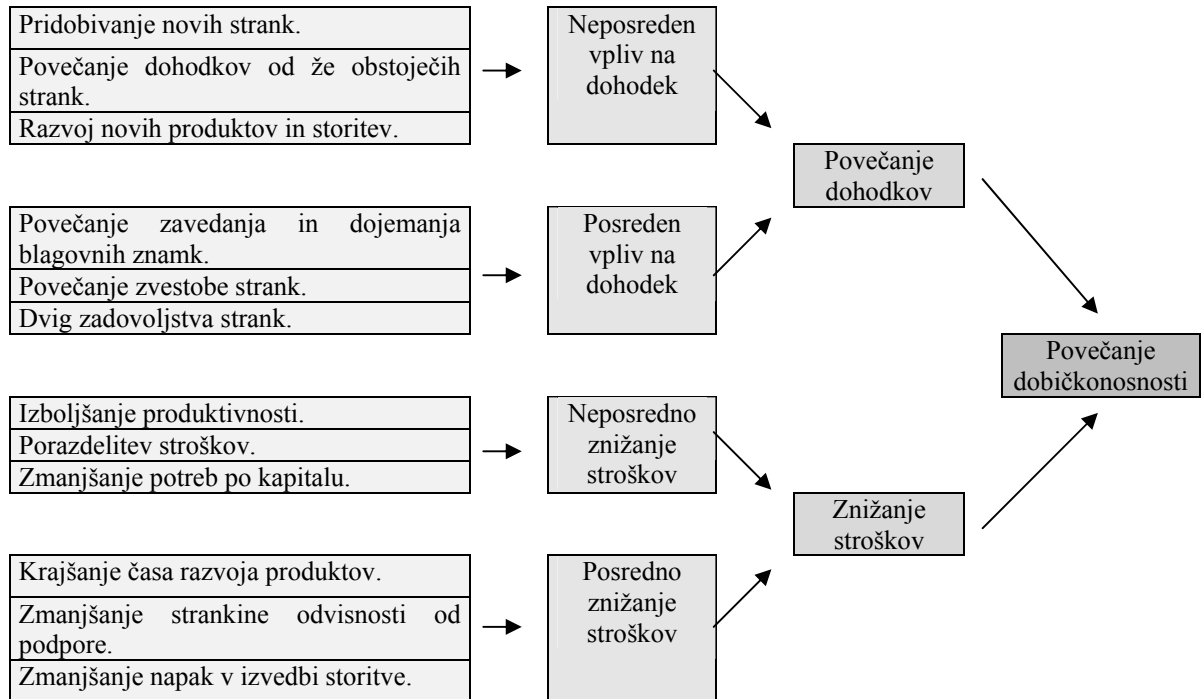 Pridobivanje novih strank.
Povečanje dohodkov od že obstoječih
strank.
Razvoj novih produktov in storitev.
Neposreden
vpliv na
dohodek
Povečanje
dohodkov
Povečanje zavedanja in dojemanja
blagovnih znamk.
Povečanje zvestobe strank.
Dvig zadovoljstva strank.
Posreden
vpliv na
dohodek
Povečanje
dobičkonosnosti
Izboljšanje produktivnosti.
Porazdelitev stroškov.
Zmanjšanje potreb po kapitalu.
Neposredno
znižanje
stroškov
Znižanje
stroškov
Krajšanje časa razvoja produktov.
Zmanjšanje strankine odvisnosti od
podpore.
Zmanjšanje napak v izvedbi storitve.
Posredno
znižanje
stroškov